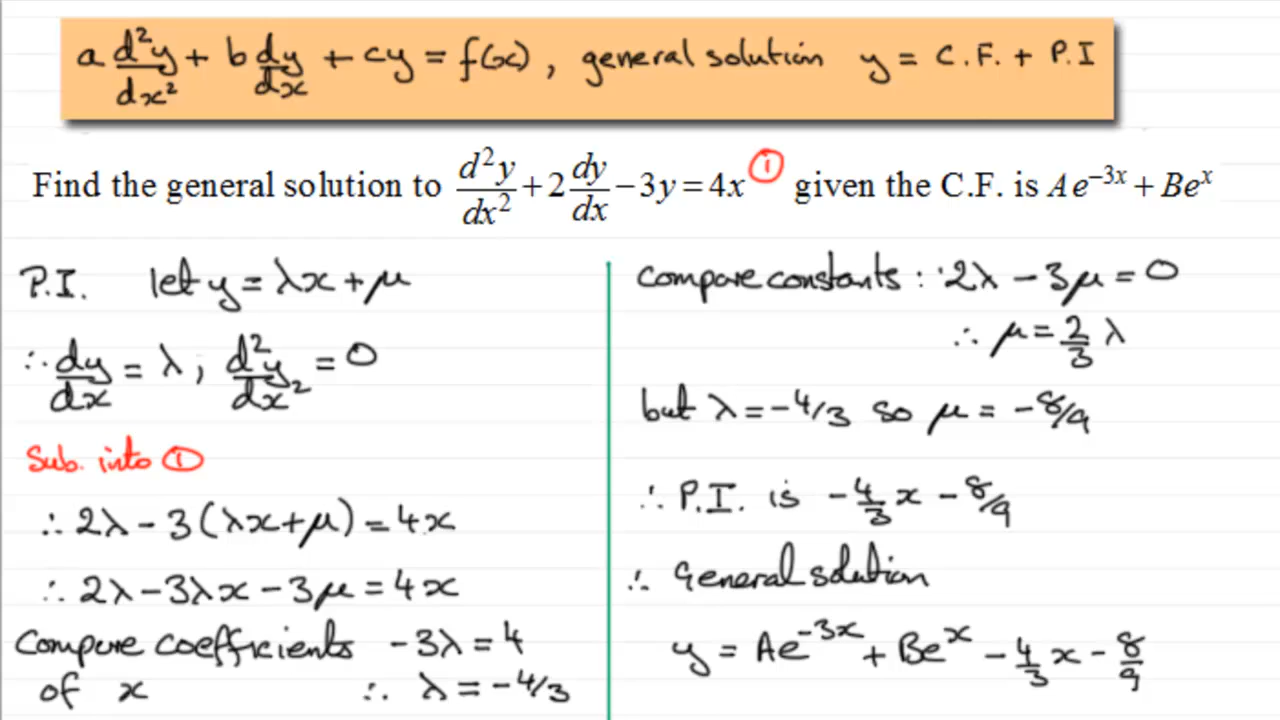 a d²y/dx² + b dy/dx + cy = f(x), general solution y = C.F. + P.I
Find the general solution to d²y/dx² + 2 dy/dx − 3y = 4x ① given the C.F. is Ae^(−3x) + Be^x
P.I. let y = λx + μ
∴ dy/dx = λ, d²y/dx² = 0
Sub. into ①
∴ 2λ − 3(λx + μ) = 4x
∴ 2λ − 3λx − 3μ = 4x
Compare coefficients − 3λ = 4
of x ∴ λ = −4/3
Compare constants : 2λ − 3μ = 0
∴ μ = 2/3 λ
but λ = −4/3 so μ = −8/9
∴ P.I. is −4/3 x − 8/9
∴ General solution
y = Ae^(−3x) + Be^x − 4/3 x − 8/9